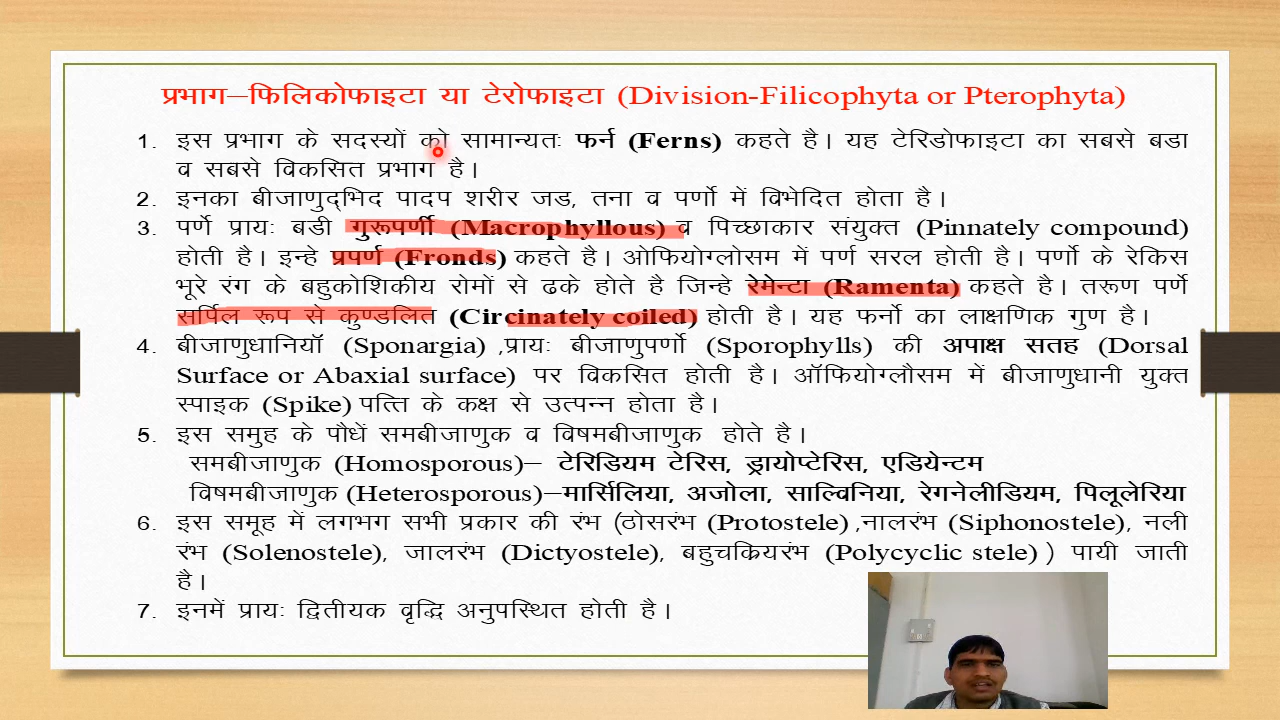 प्रभाग–फिलिकोफाइटा या टेरोफाइटा (Division-Filicophyta or Pterophyta)
1. इस प्रभाग के सदस्यों को सामान्यतः फर्न (Ferns) कहते है। यह टेरिडोफाइटा का सबसे बडा
व सबसे विकसित प्रभाग है।
2. इनका बीजाणुद्भिद पादप शरीर जड, तना व पर्णो में विभेदित होता है।
3. पर्णे प्रायः बडी गुरूपर्णी (Macrophyllous) व पिच्छाकार संयुक्त (Pinnately compound)
होती है। इन्हे प्रपर्ण (Fronds) कहते है। ओफियोग्लोसम में पर्ण सरल होती है। पर्णो के रेकिस
भूरे रंग के बहुकोशिकीय रोमों से ढके होते है जिन्हे रेमेन्टा (Ramenta) कहते है। तरूण पर्णे
सर्पिल रूप से कुण्डलित (Circinately coiled) होती है। यह फर्नो का लाक्षणिक गुण है।
4. बीजाणुधानियॉ (Sponargia) ,प्रायः बीजाणुपर्णो (Sporophylls) की अपाक्ष सतह (Dorsal
Surface or Abaxial surface) पर विकसित होती है। ऑफियोग्लौसम में बीजाणुधानी युक्त
स्पाइक (Spike) पत्ति के कक्ष से उत्पन्न होता है।
5. इस समुह के पौधें समबीजाणुक व विषमबीजाणुक होते है।
समबीजाणुक (Homosporous)– टेरिडियम टेरिस, ड्रायोप्टेरिस, एडियेन्टम
विषमबीजाणुक (Heterosporous)–मार्सिलिया, अजोला, साल्विनिया, रेगनेलीडियम, पिलूलेरिया
6. इस समूह में लगभग सभी प्रकार की रंभ (ठोसरंभ (Protostele) ,नालरंभ (Siphonostele), नली
रंभ (Solenostele), जालरंभ (Dictyostele), बहुचक्रियरंभ (Polycyclic stele) ) पायी जाती
है।
7. इनमें प्रायः द्वितीयक वृद्धि अनुपस्थित होती है।